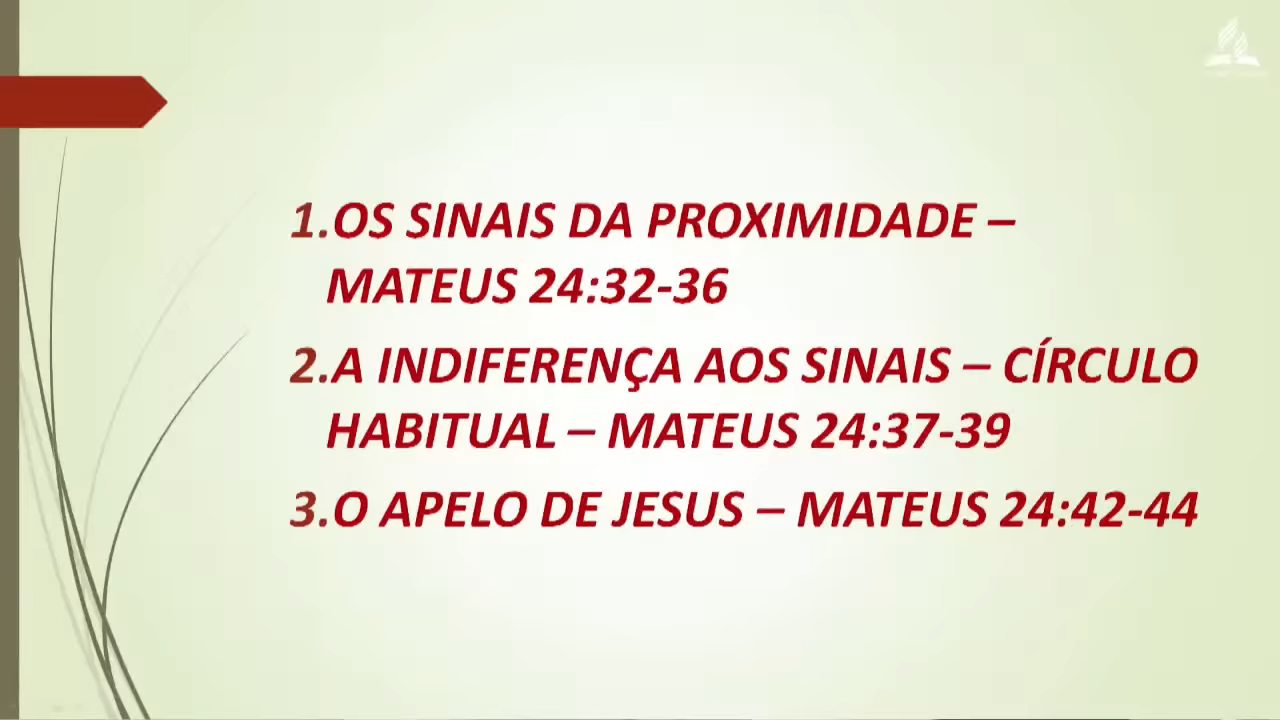 1.OS SINAIS DA PROXIMIDADE –
MATEUS 24:32-36
2.A INDIFERENÇA AOS SINAIS – CÍRCULO
HABITUAL – MATEUS 24:37-39
3.O APELO DE JESUS – MATEUS 24:42-44